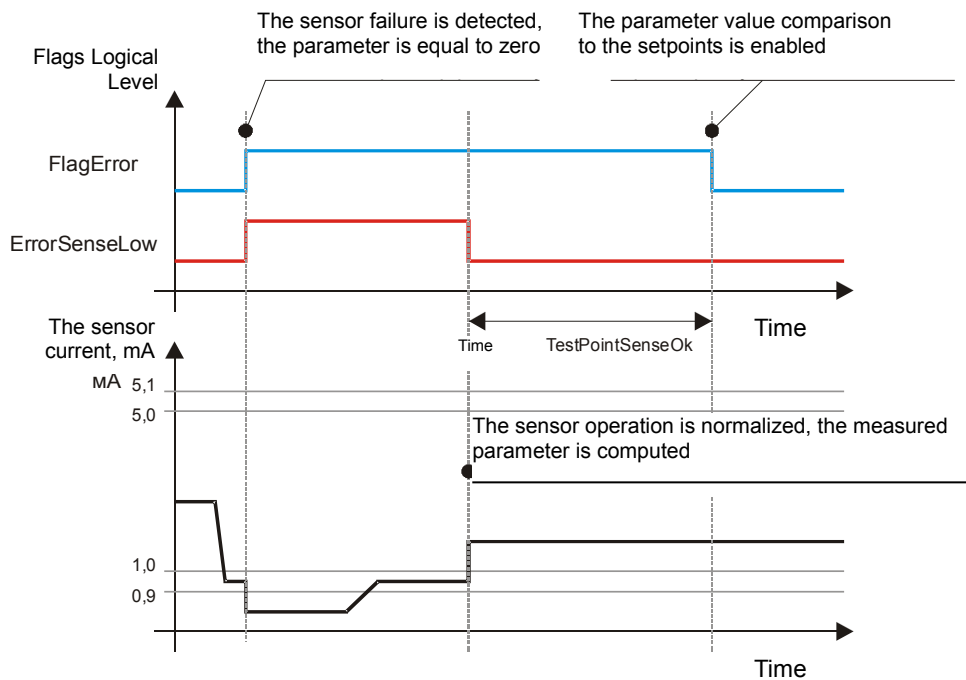 The sensor failure is detected,
the parameter is equal to zero
The parameter value comparison
to the setpoints is enabled
Flags Logical
Level
FlagError
ErrorSenseLow
Time
Time
TestPointSenseOk
The sensor
current, mA
мА
5,1
5,0
The sensor operation is normalized, the measured
parameter is computed
1,0
0,9
Time